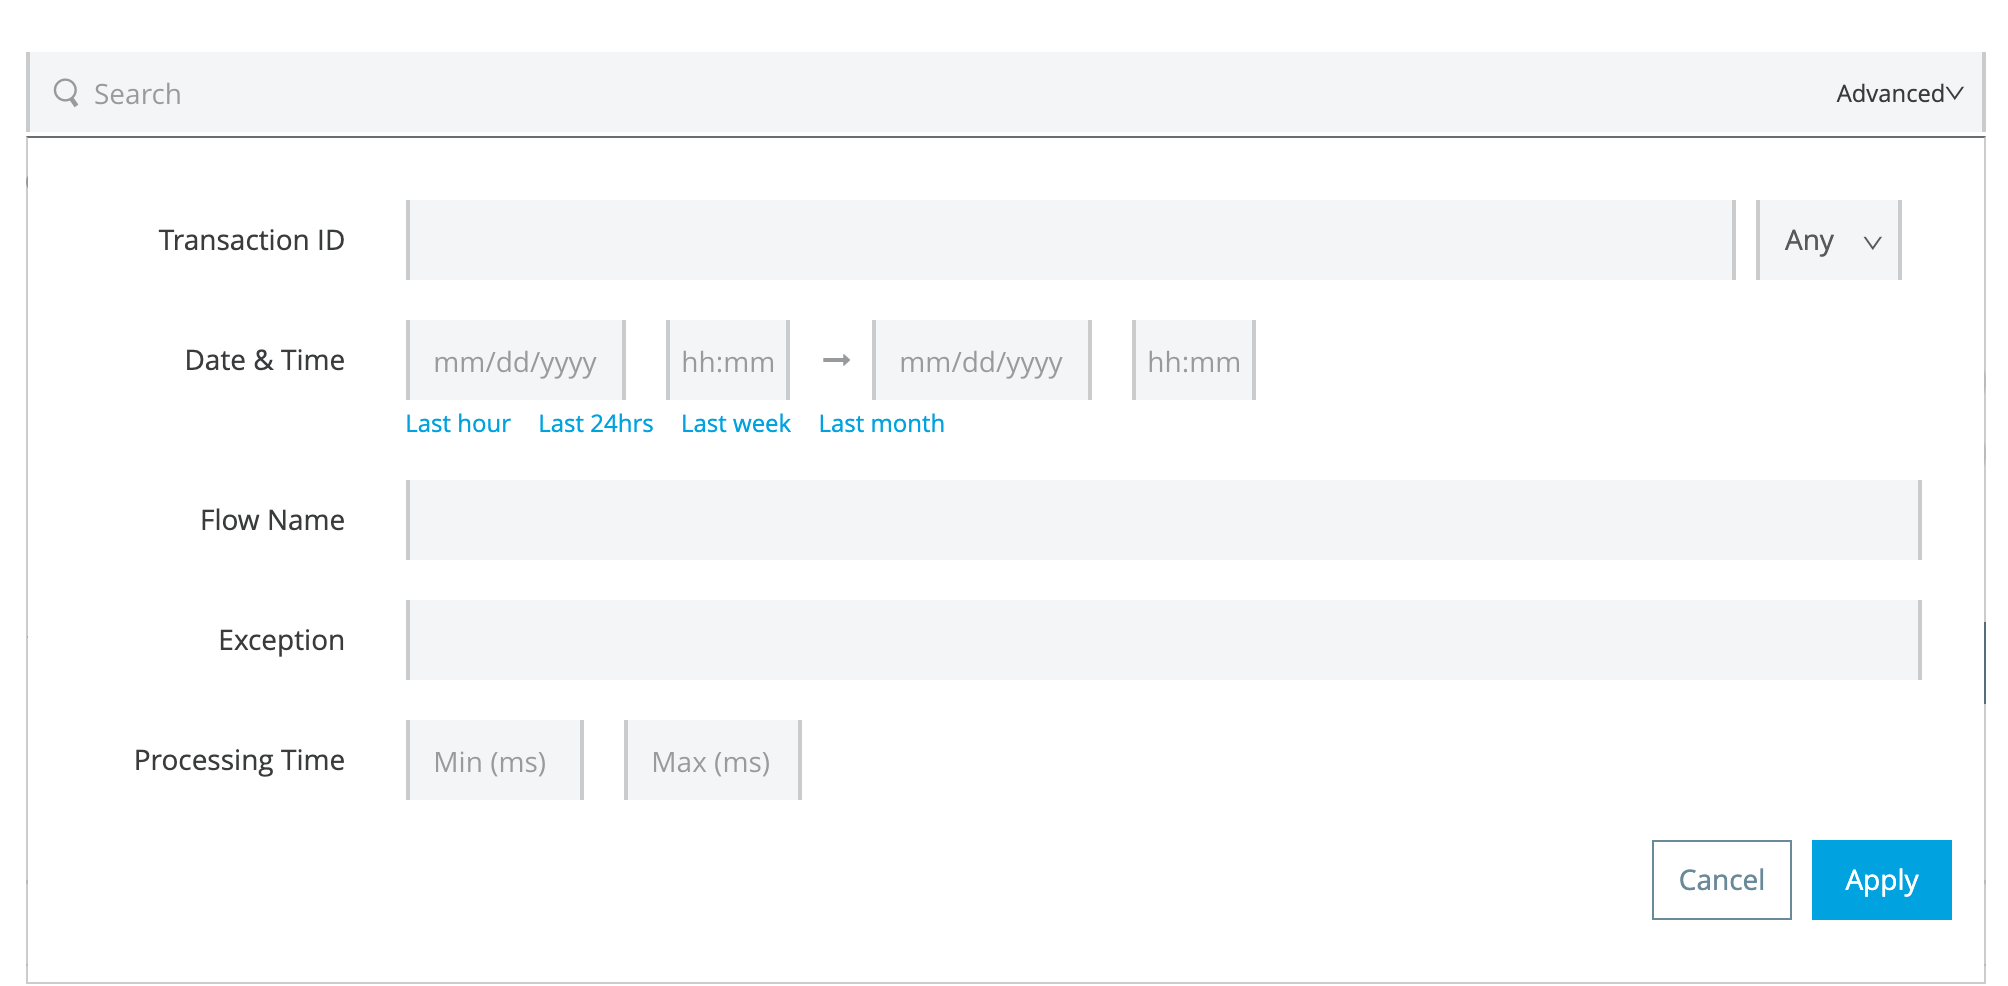 Search Advanced
Transaction ID Any
Date & Time mm/dd/yyyy hh:mm → mm/dd/yyyy hh:mm
Last hour Last 24hrs Last week Last month
Flow Name
Exception
Processing Time Min (ms) Max (ms)
Cancel Apply